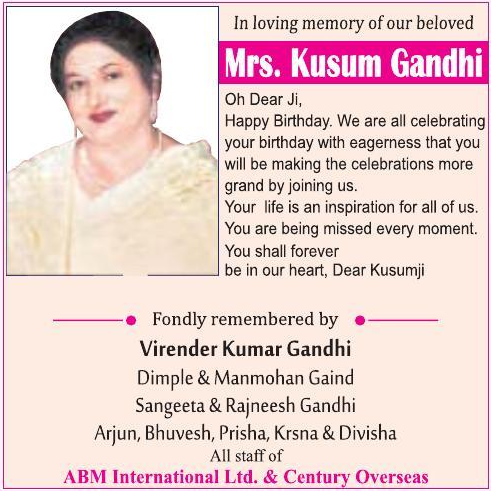 In loving memory of our beloved
Mrs. Kusum Gandhi
Oh Dear Ji,
Happy Birthday. We are all celebrating
your birthday with eagerness that you
will be making the celebrations more
grand by joining us.
Your life is an inspiration for all of us.
You are being missed every moment.
You shall forever
be in our heart, Dear Kusumji
Fondly remembered by
Virender Kumar Gandhi
Dimple & Manmohan Gaind
Sangeeta & Rajneesh Gandhi
Arjun, Bhuvesh, Prisha, Krsna & Divisha
All staff of
ABM International Ltd. & Century Overseas